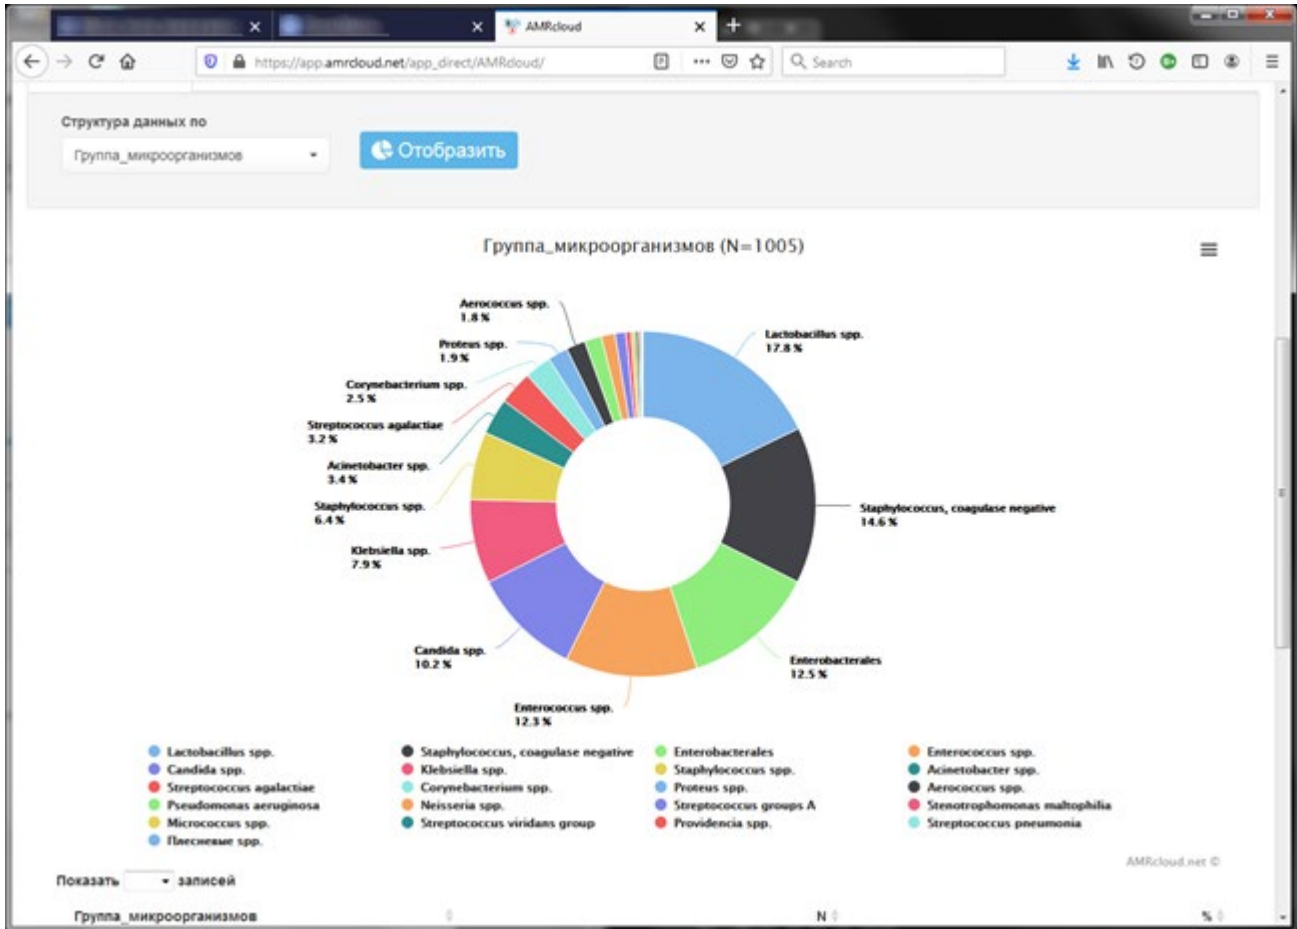 AMRcloud
https://app.amrcloud.net/app_direct/AMRcloud/
Search
Структура данных по
Группа_микроорганизмов
Отобразить
Группа_микроорганизмов (N=1005)
Aerococcus spp.
1.8 %
Lactobacillus spp.
17.8 %
Proteus spp.
1.9 %
Corynebacterium spp.
2.5 %
Streptococcus agalactiae
3.2 %
Acinetobacter spp.
3.4 %
Staphylococcus spp.
6.4 %
Staphylococcus, coagulase negative
14.6 %
Klebsiella spp.
7.9 %
Candida spp.
10.2 %
Enterobacterales
12.5 %
Enterococcus spp.
12.3 %
Lactobacillus spp. Staphylococcus, coagulase negative Enterobacterales Enterococcus spp.
Candida spp. Klebsiella spp. Staphylococcus spp. Acinetobacter spp.
Streptococcus agalactiae Corynebacterium spp. Proteus spp. Aerococcus spp.
Pseudomonas aeruginosa Neisseria spp. Streptococcus groups A Stenotrophomonas maltophilia
Micrococcus spp. Streptococcus viridans group Providencia spp. Streptococcus pneumonia
Плесневые spp.
AMRcloud.net ©
Показать записей
Группа_микроорганизмов N %